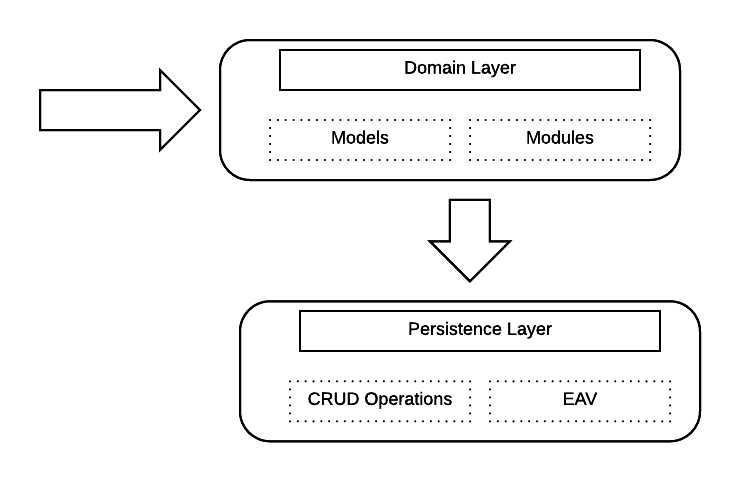 Domain Layer
Models
Modules
Persistence Layer
CRUD Operations
EAV